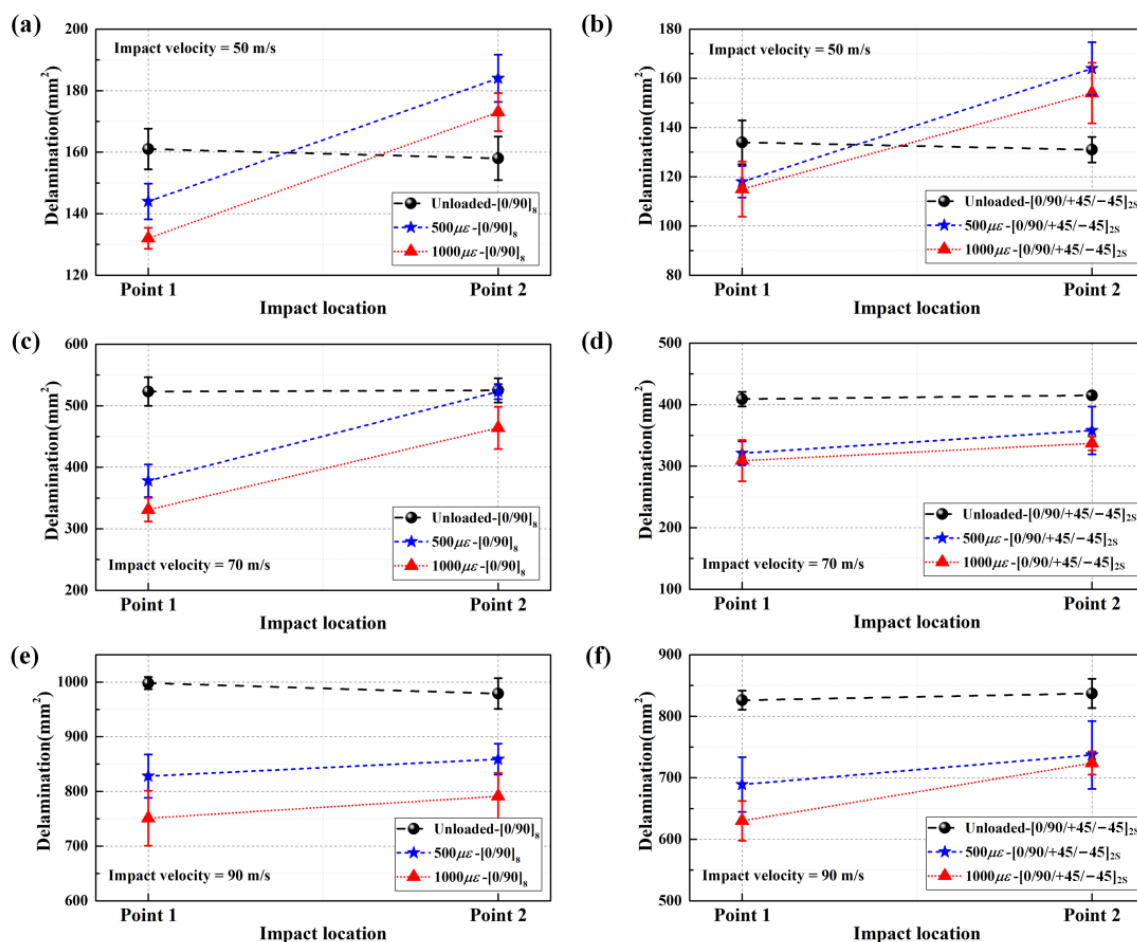 (a)
Impact velocity = 50 m/s
Delamination(mm²)
200
180
160
140
120
Unloaded-[0/90]₈
500με-[0/90]₈
1000με-[0/90]₈
Point 1
Point 2
Impact location
(b)
Impact velocity = 50 m/s
Delamination(mm²)
180
160
140
120
100
80
Unloaded-[0/90/+45/−45]₂S
500με-[0/90/+45/−45]₂S
1000με-[0/90/+45/−45]₂S
Point 1
Point 2
Impact location
(c)
Delamination(mm²)
600
500
400
300
200
Unloaded-[0/90]₈
500με-[0/90]₈
1000με-[0/90]₈
Impact velocity = 70 m/s
Point 1
Point 2
Impact location
(d)
Delamination(mm²)
500
400
300
200
100
Unloaded-[0/90/+45/−45]₂S
500με-[0/90/+45/−45]₂S
1000με-[0/90/+45/−45]₂S
Impact velocity = 70 m/s
Point 1
Point 2
Impact location
(e)
Delamination(mm²)
1000
900
800
700
600
Unloaded-[0/90]₈
500με-[0/90]₈
1000με-[0/90]₈
Impact velocity = 90 m/s
Point 1
Point 2
Impact location
(f)
Delamination(mm²)
900
800
700
600
500
Unloaded-[0/90/+45/−45]₂S
500με-[0/90/+45/−45]₂S
1000με-[0/90/+45/−45]₂S
Impact velocity = 90 m/s
Point 1
Point 2
Impact location